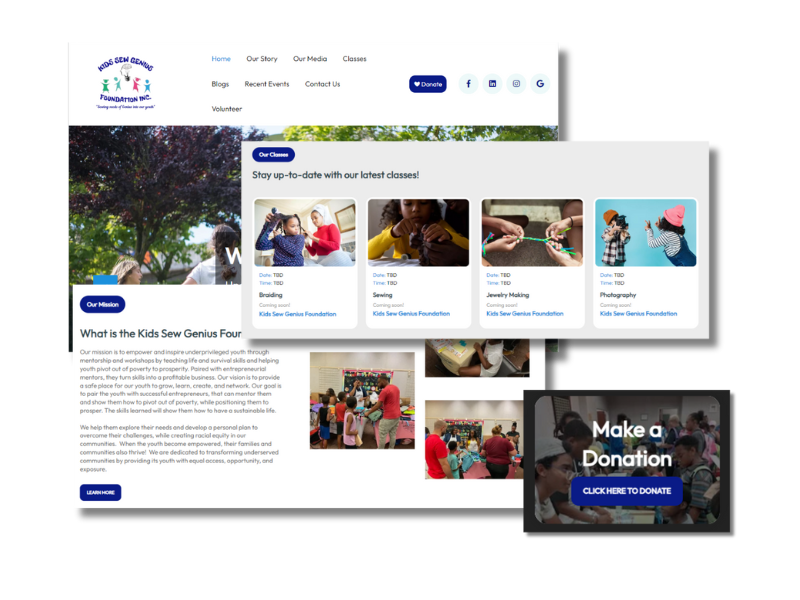 KIDS SEW GENIUS
FOUNDATION INC.
Home
Our Story
Our Media
Classes
Blogs
Recent Events
Contact Us
Donate
Volunteer
Our Classes
Stay up-to-date with our latest classes!
Date: TBD
Time: TBD
Braiding
Coming soon!
Kids Sew Genius Foundation
Date: TBD
Time: TBD
Sewing
Coming soon!
Kids Sew Genius Foundation
Date: TBD
Time: TBD
Jewelry Making
Coming soon!
Kids Sew Genius Foundation
Date: TBD
Time: TBD
Photography
Coming soon!
Kids Sew Genius Foundation
Our Mission
What is the Kids Sew Genius Four
Our mission is to empower and inspire underprivileged youth through
mentorship and workshops by teaching life and survival skills and helping
youth pivot out of poverty to prosperity. Paired with entrepreneurial
mentors, they turn skills into a profitable business. Our vision is to provide
a safe place for our youth to grow, learn, create, and network. Our goal is
to pair the youth with successful entrepreneurs, that can mentor them
and show them how to pivot out of poverty, while positioning them to
prosper. The skills learned will show them how to have a sustainable life.
We help them explore their needs and develop a personal plan to
overcome their challenges, while creating racial equity in our
communities. When the youth become empowered, their families and
communities also thrive! We are dedicated to transforming underserved
communities by providing its youth with equal access, opportunity, and
exposure.
LEARN MORE
Make a
Donation
CLICK HERE TO DONATE